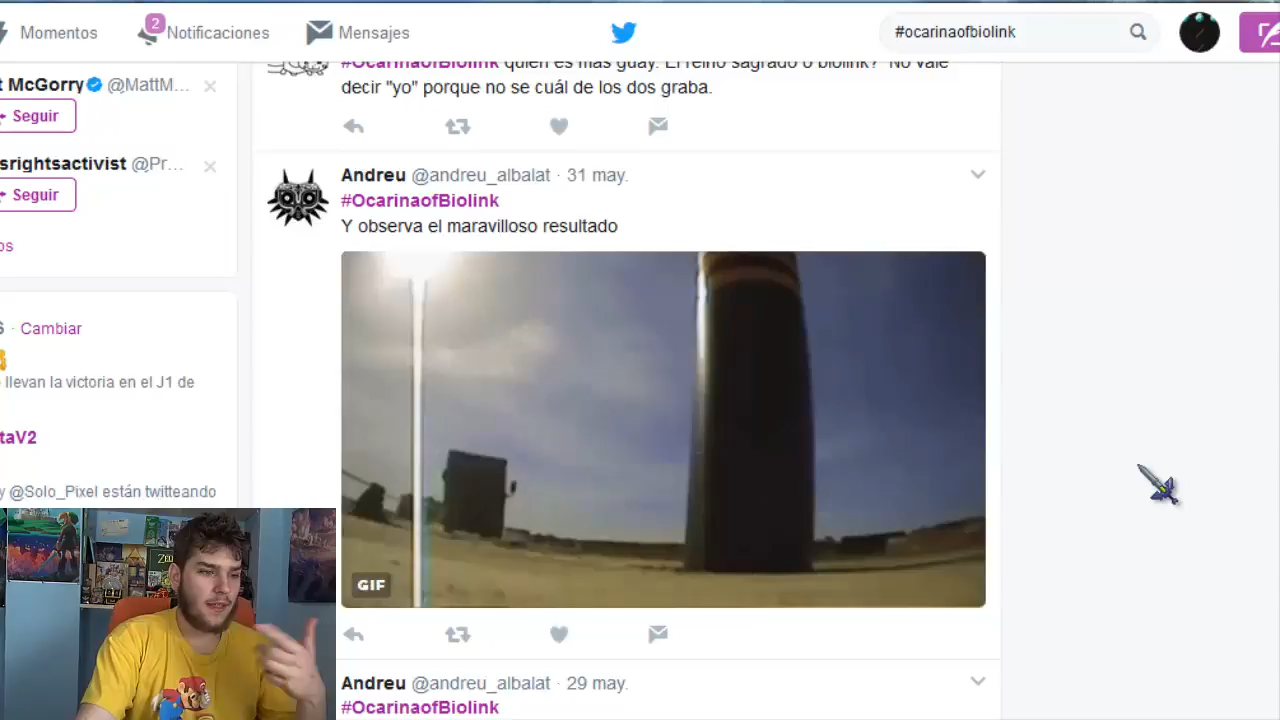 Momentos
2
Notificaciones
Mensajes
#ocarinaofbiolink
McGorry @MattM...
Seguir
srightsactivist @Pr...
Seguir
Cambiar
llevan la victoria en el J1 de
taV2
y @Solo_Pixel están twitteando
#OcarinaofBiolink quien es más guay. El reino sagrado o biolink? No vale
decir "yo" porque no se cuál de los dos graba.
Andreu @andreu_albalat · 31 may.
#OcarinaofBiolink
Y observa el maravilloso resultado
GIF
Andreu @andreu_albalat · 29 may.
#OcarinaofBiolink